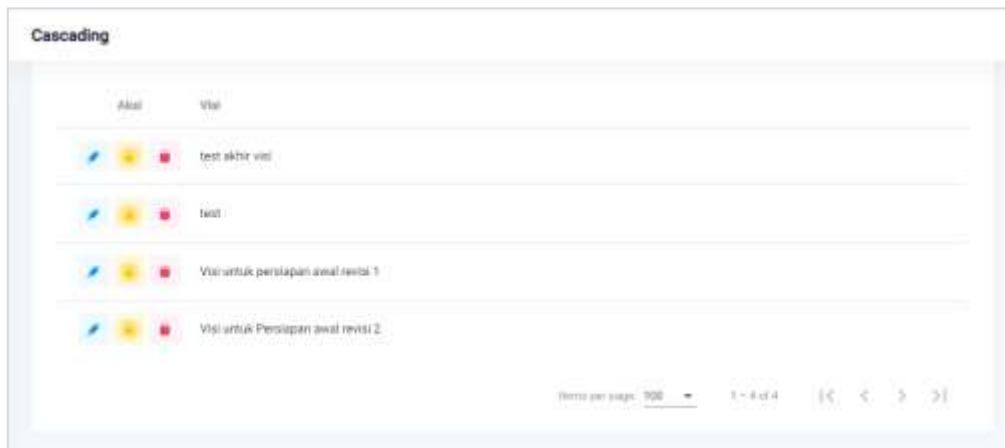 Cascading
Aksi Visi
test akhir visi
test
Visi untuk persiapan awal revisi 1
Visi untuk Persiapan awal revisi 2
Items per page: 100 1 – 4 of 4